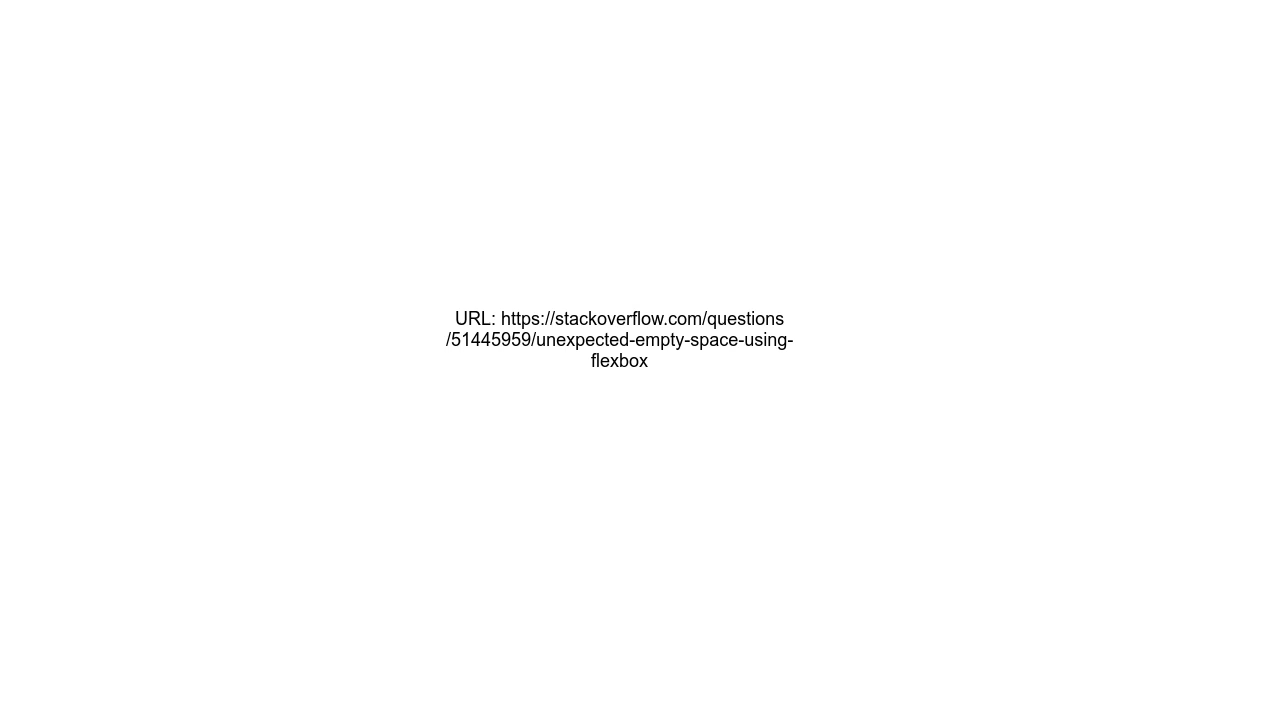 URL: https://stackoverflow.com/questions
/51445959/unexpected-empty-space-using-
flexbox